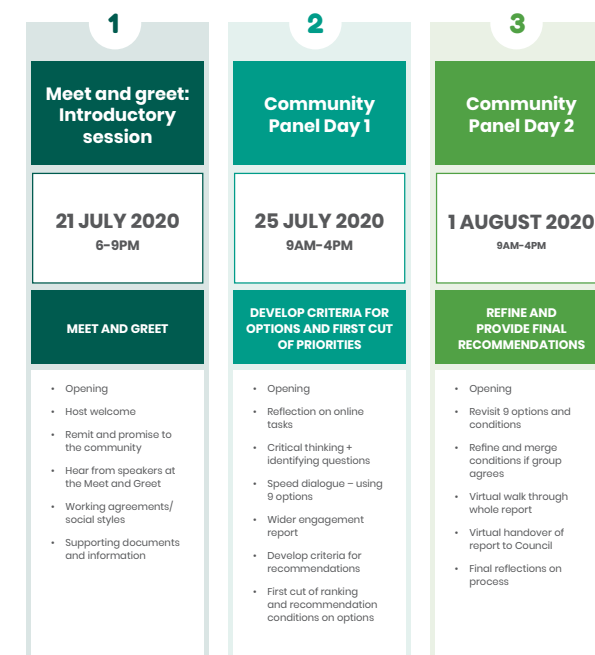 1
Meet and greet:
Introductory
session
21 JULY 2020
6-9PM
MEET AND GREET
• Opening
• Host welcome
• Remit and promise to
the community
• Hear from speakers at
the Meet and Greet
• Working agreements/
social styles
• Supporting documents
and information
2
Community
Panel Day 1
25 JULY 2020
9AM-4PM
DEVELOP CRITERIA FOR
OPTIONS AND FIRST CUT
OF PRIORITIES
• Opening
• Reflection on online
tasks
• Critical thinking +
identifying questions
• Speed dialogue – using
9 options
• Wider engagement
report
• Develop criteria for
recommendations
• First cut of ranking
and recommendation
conditions on options
3
Community
Panel Day 2
1 AUGUST 2020
9AM-4PM
REFINE AND
PROVIDE FINAL
RECOMMENDATIONS
• Opening
• Revisit 9 options and
conditions
• Refine and merge
conditions if group
agrees
• Virtual walk through
whole report
• Virtual handover of
report to Council
• Final reflections on
process